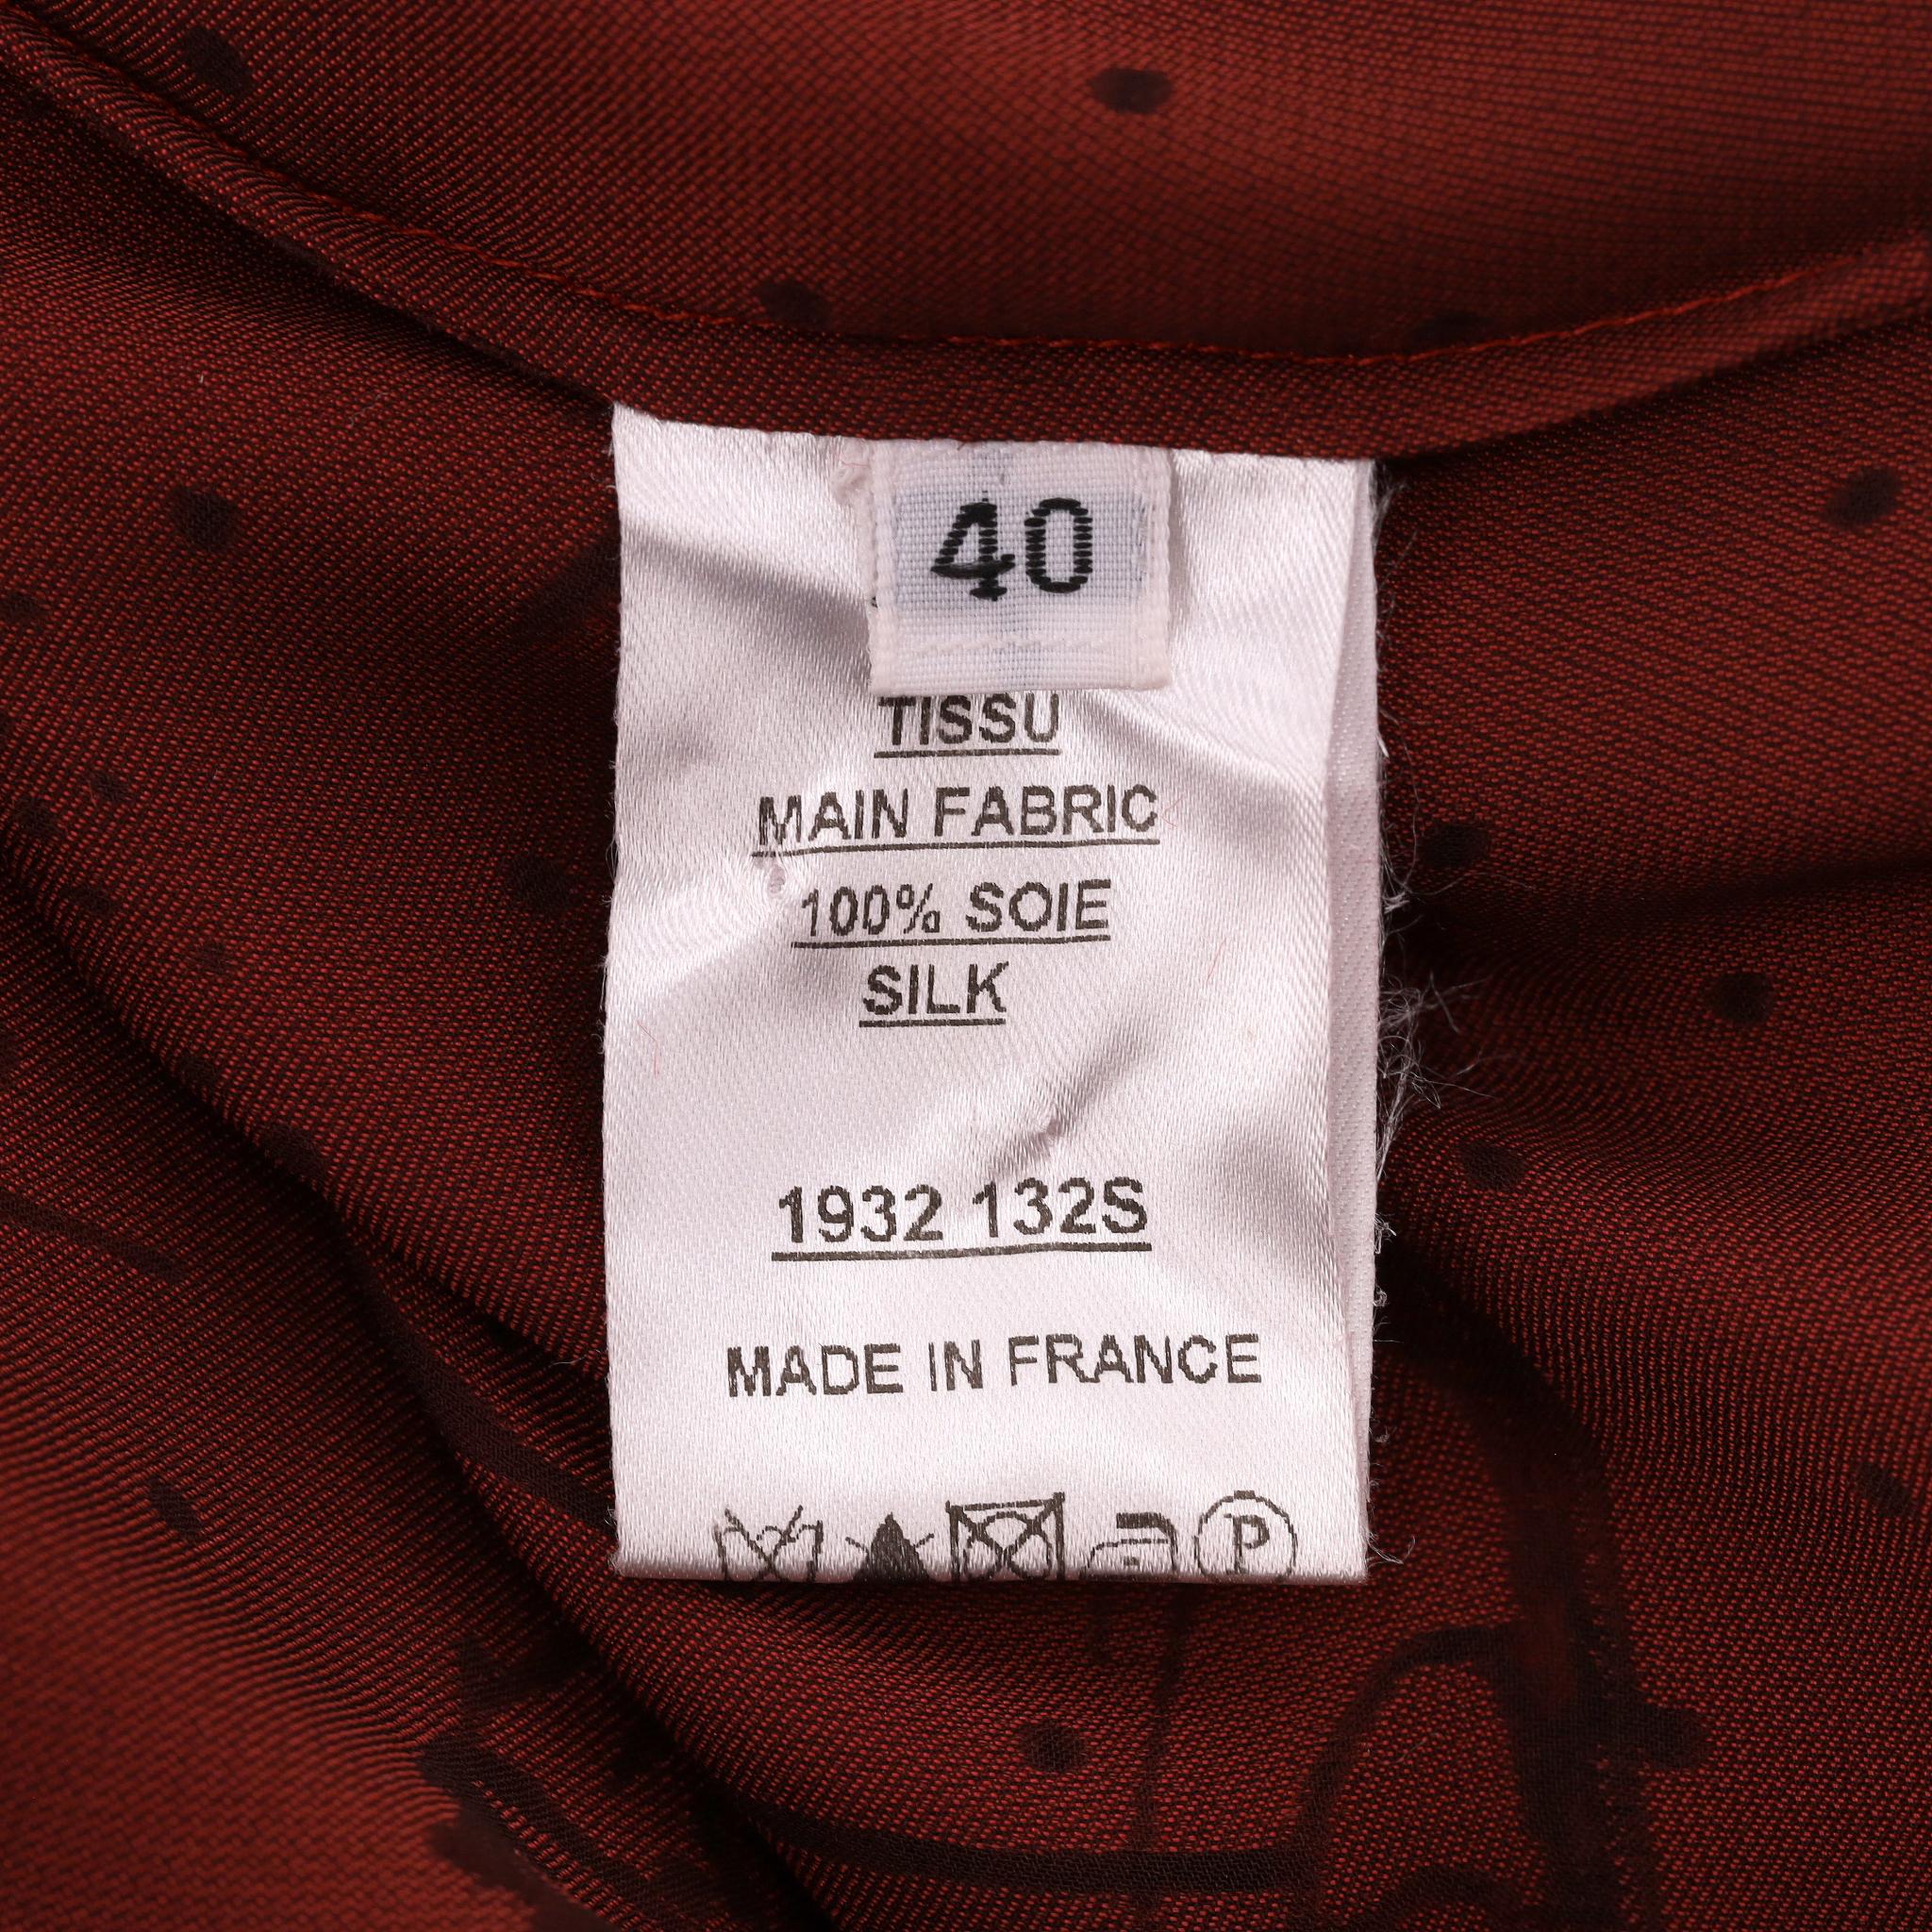 40
TISSU
MAIN FABRIC
100% SOIE
SILK
1932 132S
MADE IN FRANCE
P